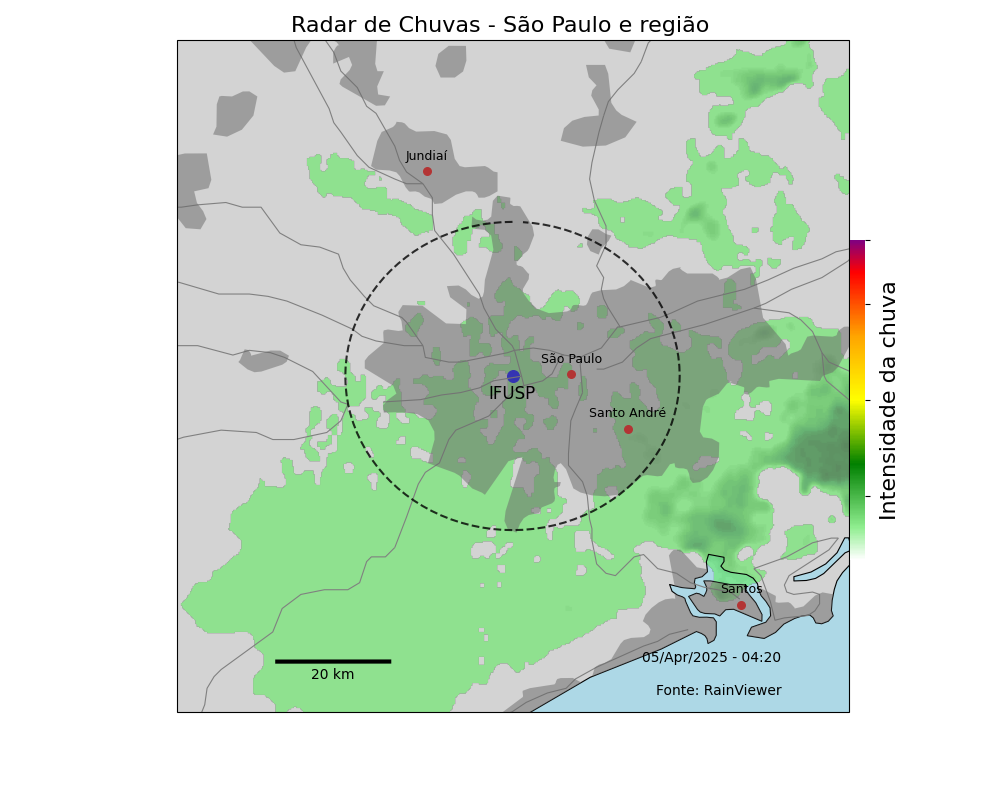 Radar de Chuvas - São Paulo e região
Jundiaí
São Paulo
IFUSP
Santo André
Intensidade da chuva
Santos
05/Apr/2025 - 04:20
20 km
Fonte: RainViewer